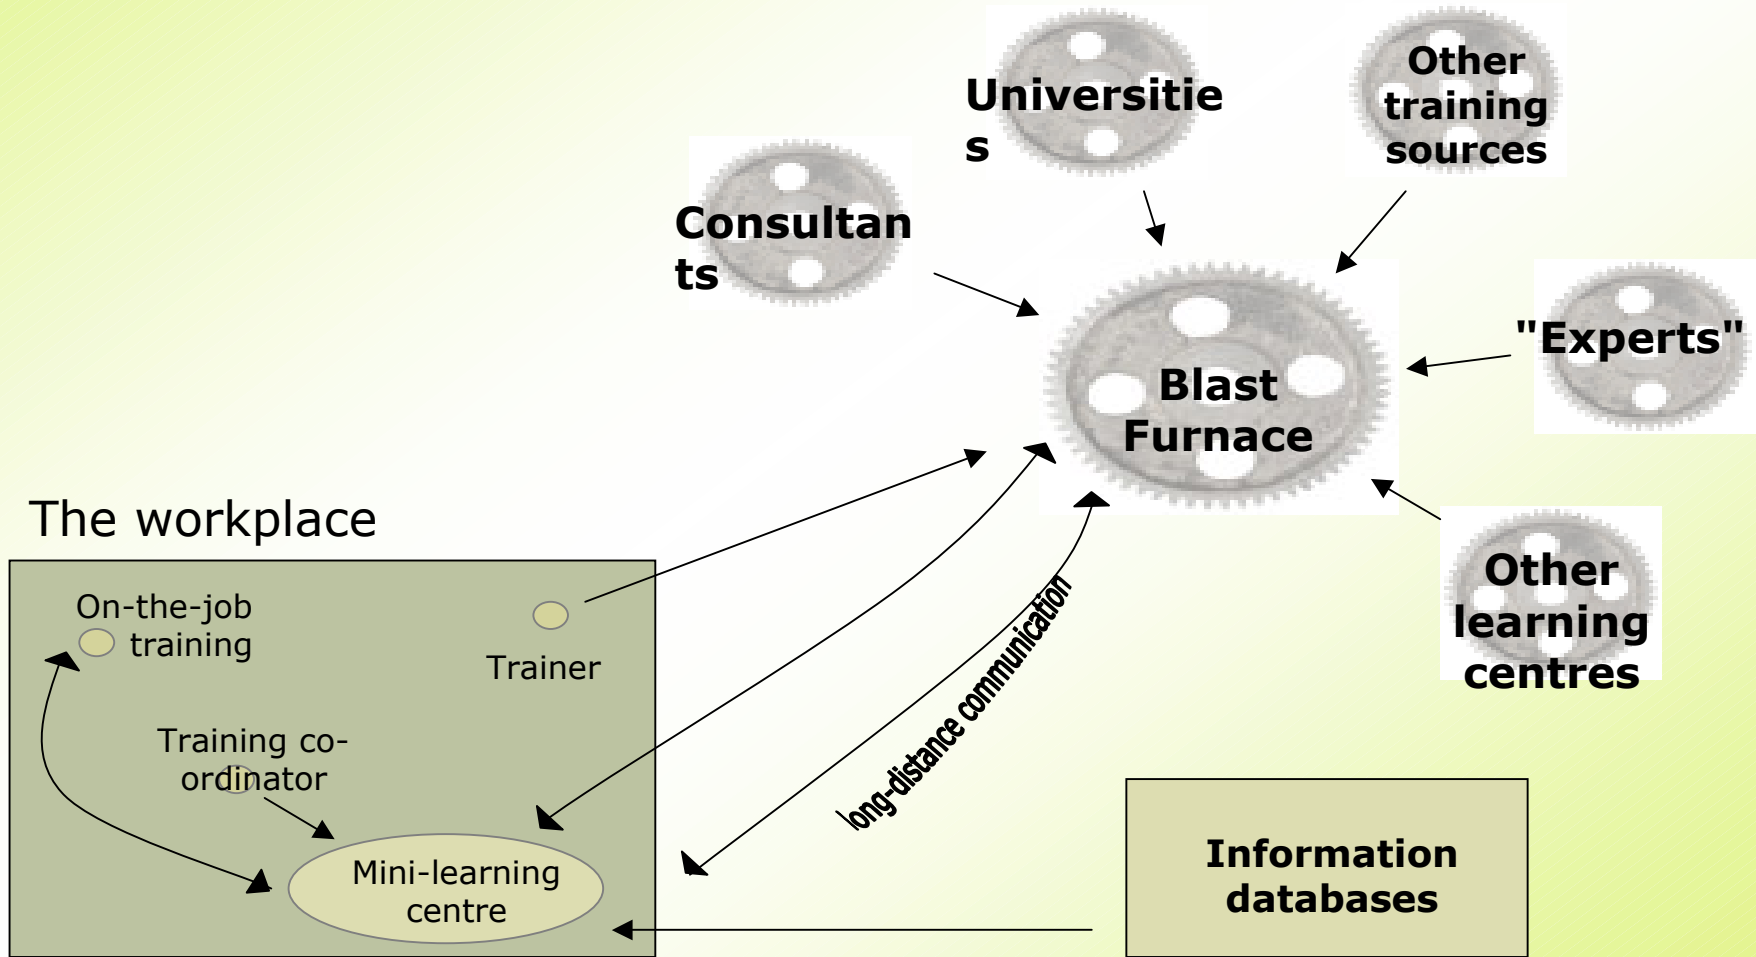 Universitie
s
Other
training
sources
Consultan
ts
"Experts"
Blast
Furnace
The workplace
On-the-job
training
Trainer
Other
learning
centres
Training co-
ordinator
long-distance communication
Mini-learning
centre
Information
databases